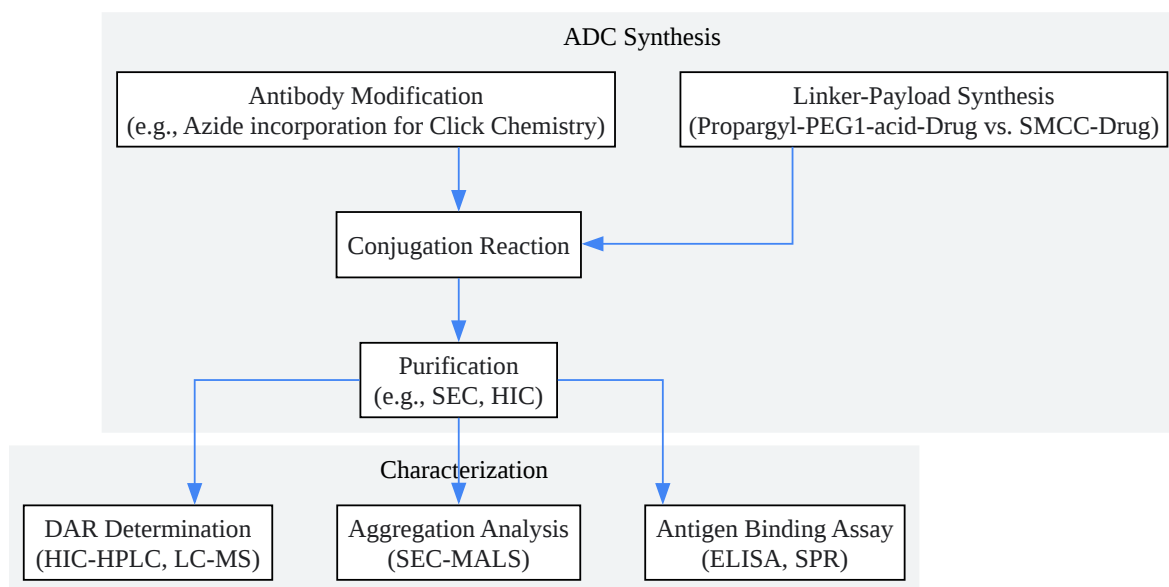 ADC Synthesis
Antibody Modification
(e.g., Azide incorporation for Click Chemistry)
Linker-Payload Synthesis
(Propargyl-PEG1-acid-Drug vs. SMCC-Drug)
Conjugation Reaction
Purification
(e.g., SEC, HIC)
Characterization
DAR Determination
(HIC-HPLC, LC-MS)
Aggregation Analysis
(SEC-MALS)
Antigen Binding Assay
(ELISA, SPR)